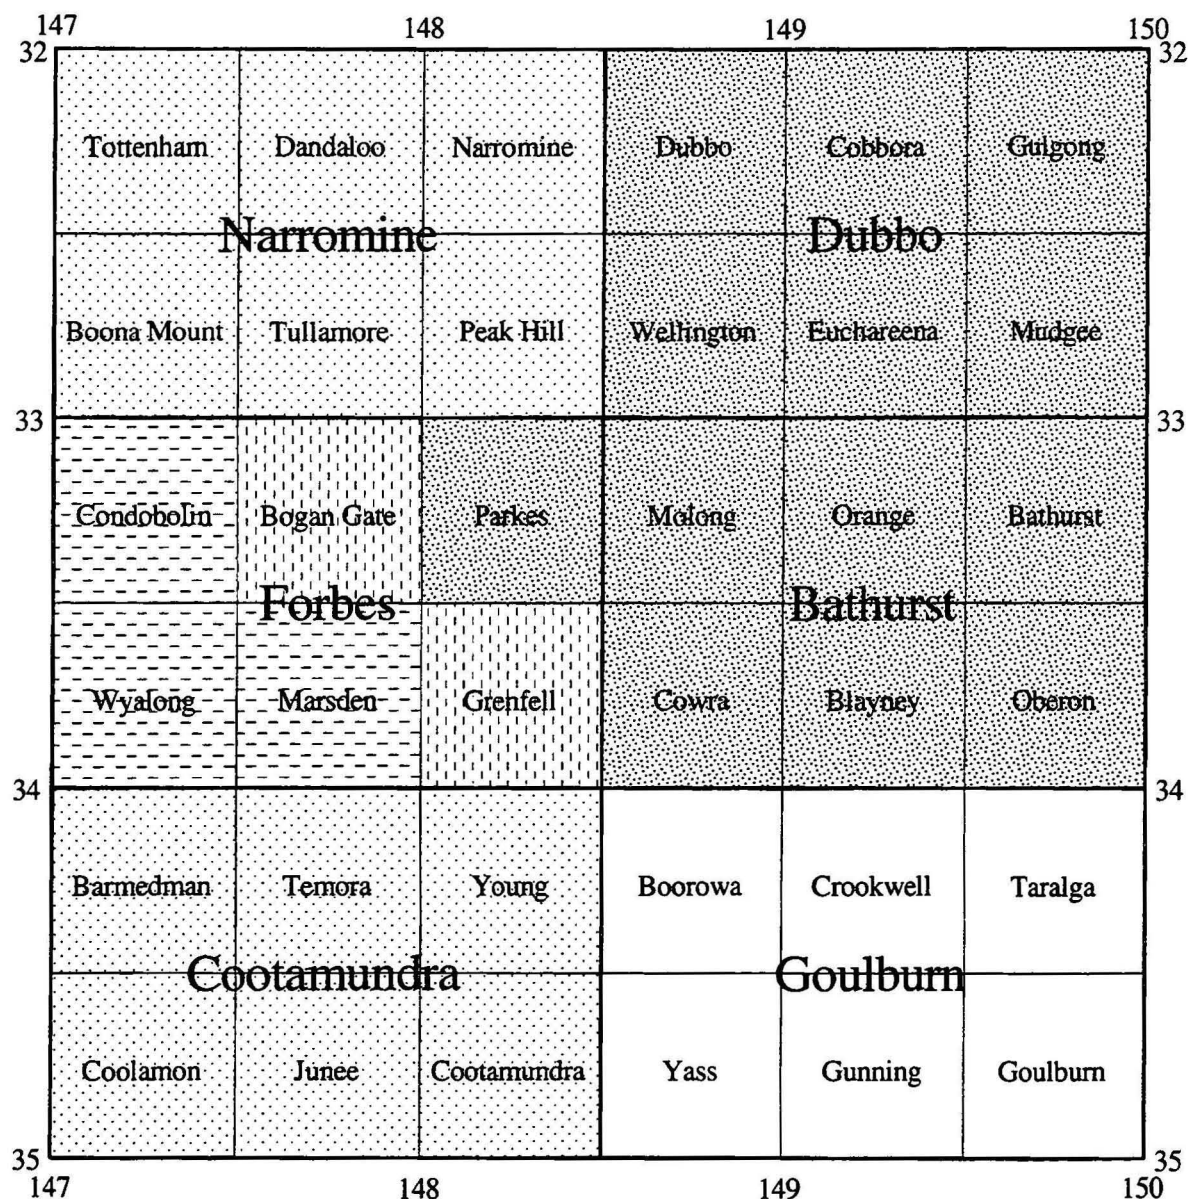 147 148 149 150
32 32
Tottenham Dandaloo Narromine Dubbo Cobbora Gulgong
Narromine Dubbo
Boona Mount Tullamore Peak Hill Wellington Euchareena Mudgee
33 33
Condobolin Bogan Gate Parkes Molong Orange Bathurst
Forbes Bathurst
Wyalong Marsden Grenfell Cowra Blayney Oberon
34 34
Barmedman Temora Young Boorowa Crookwell Taralga
Cootamundra Goulburn
Coolamon Junee Cootamundra Yass Gunning Goulburn
35 35
147 148 149 150